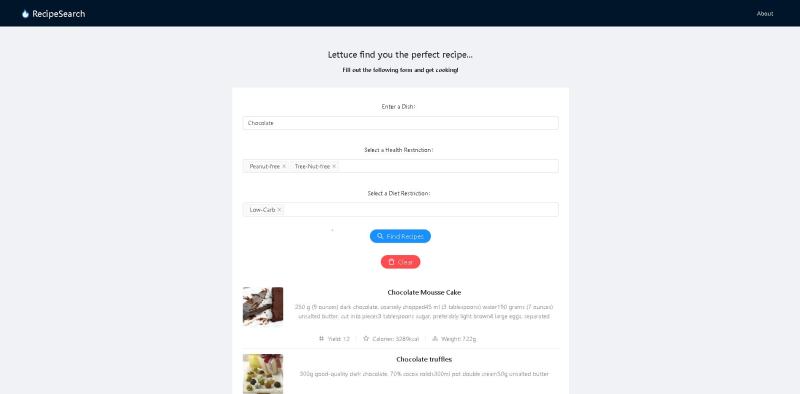 RecipeSearch
About
Lettuce find you the perfect recipe...
Fill out the following form and get cooking!
Enter a Dish:
Chocolate
Select a Health Restriction:
Peanut-free × Tree-Nut-free ×
Select a Diet Restriction:
Low-Carb ×
Find Recipes
Clear
Chocolate Mousse Cake
250 g (9 ounces) dark chocolate, coarsely chopped45 ml (3 tablespoons) water190 grams (7 ounces)
unsalted butter, cut into pieces3 tablespoons sugar, preferably light brown6 large eggs, separated
Yield: 12 Calories: 3289kcal Weight: 722g
Chocolate truffles
300g good-quality dark chocolate, 70% cocoa solids300ml pot double cream50g unsalted butter